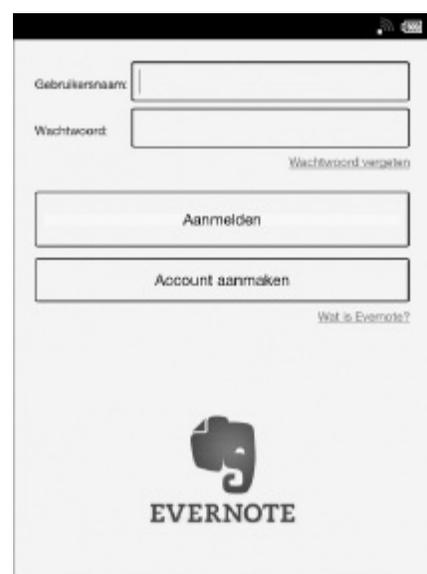 Gebruikersnaam:
Wachtwoord:
Wachtwoord vergeten
Aanmelden
Account aanmaken
Wat is Evernote?
EVERNOTE